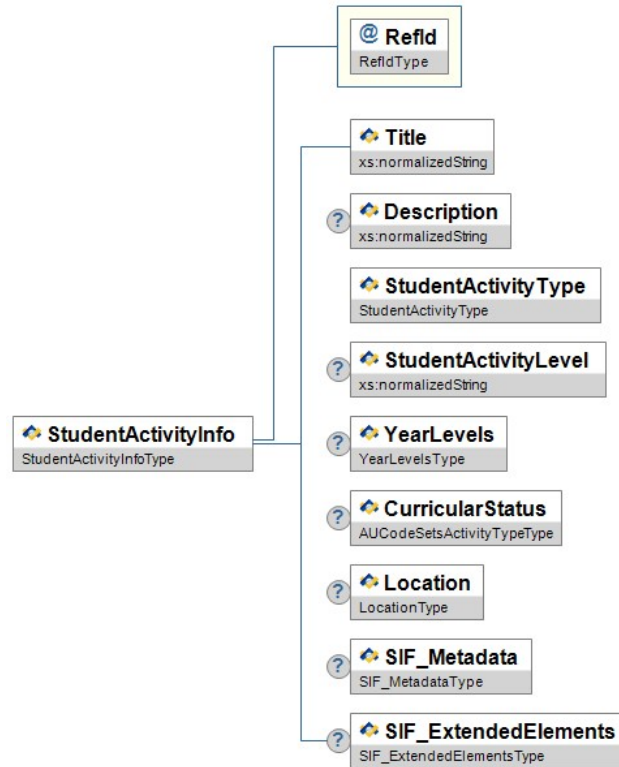 @ RefId
RefIdType
Title
xs:normalizedString
? Description
xs:normalizedString
StudentActivityType
StudentActivityType
? StudentActivityLevel
xs:normalizedString
StudentActivityInfo
StudentActivityInfoType
? YearLevels
YearLevelsType
? CurricularStatus
AUCodeSetsActivityTypeType
? Location
LocationType
? SIF_Metadata
SIF_MetadataType
? SIF_ExtendedElements
SIF_ExtendedElementsType